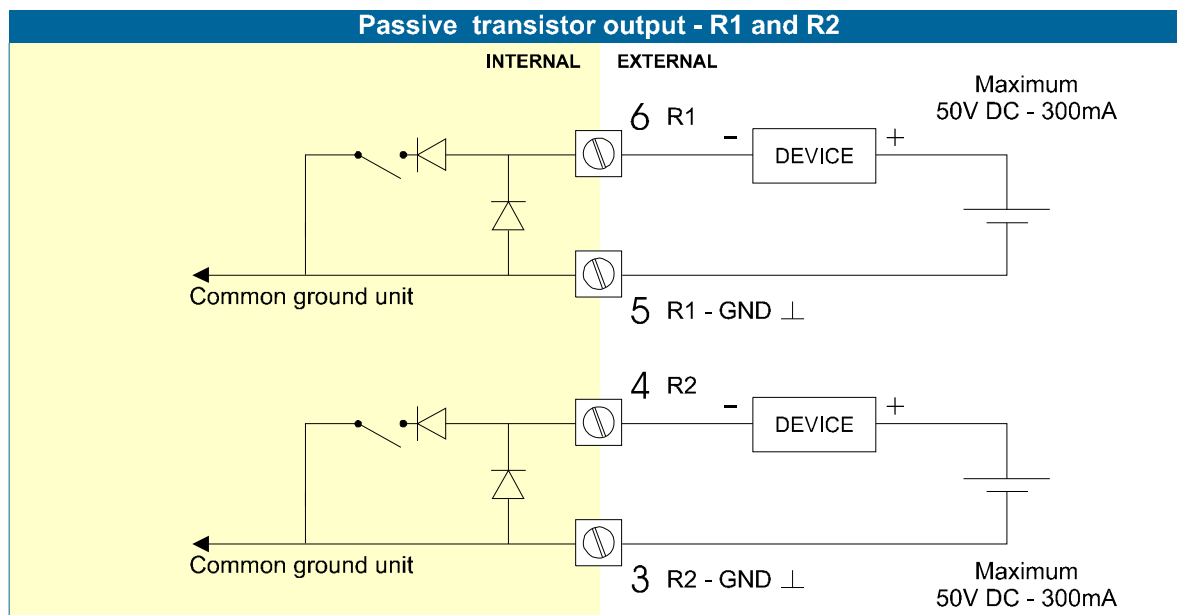 Passive transistor output - R1 and R2
INTERNAL EXTERNAL
Maximum
50V DC - 300mA
6 R1
- DEVICE +
Common ground unit
5 R1 - GND ⊥
4 R2
- DEVICE +
Common ground unit
3 R2 - GND ⊥
Maximum
50V DC - 300mA